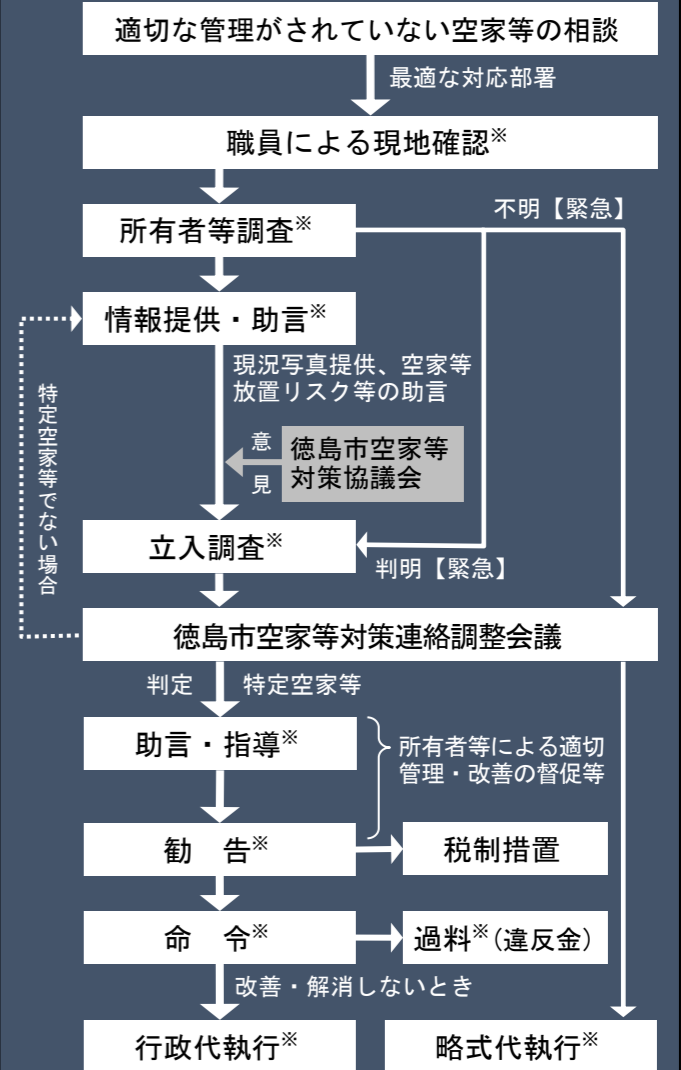 適切な管理がされていない空家等の相談
最適な対応部署
職員による現地確認※
不明【緊急】
所有者等調査※
情報提供・助言※
現況写真提供、空家等
放置リスク等の助言
特定空家等でない場合
意見
徳島市空家等
対策協議会
立入調査※
判明【緊急】
徳島市空家等対策連絡調整会議
判定
特定空家等
助言・指導※
所有者等による適切
管理・改善の督促等
勧　告※
税制措置
命　令※
過料※(違反金)
改善・解消しないとき
行政代執行※
略式代執行※